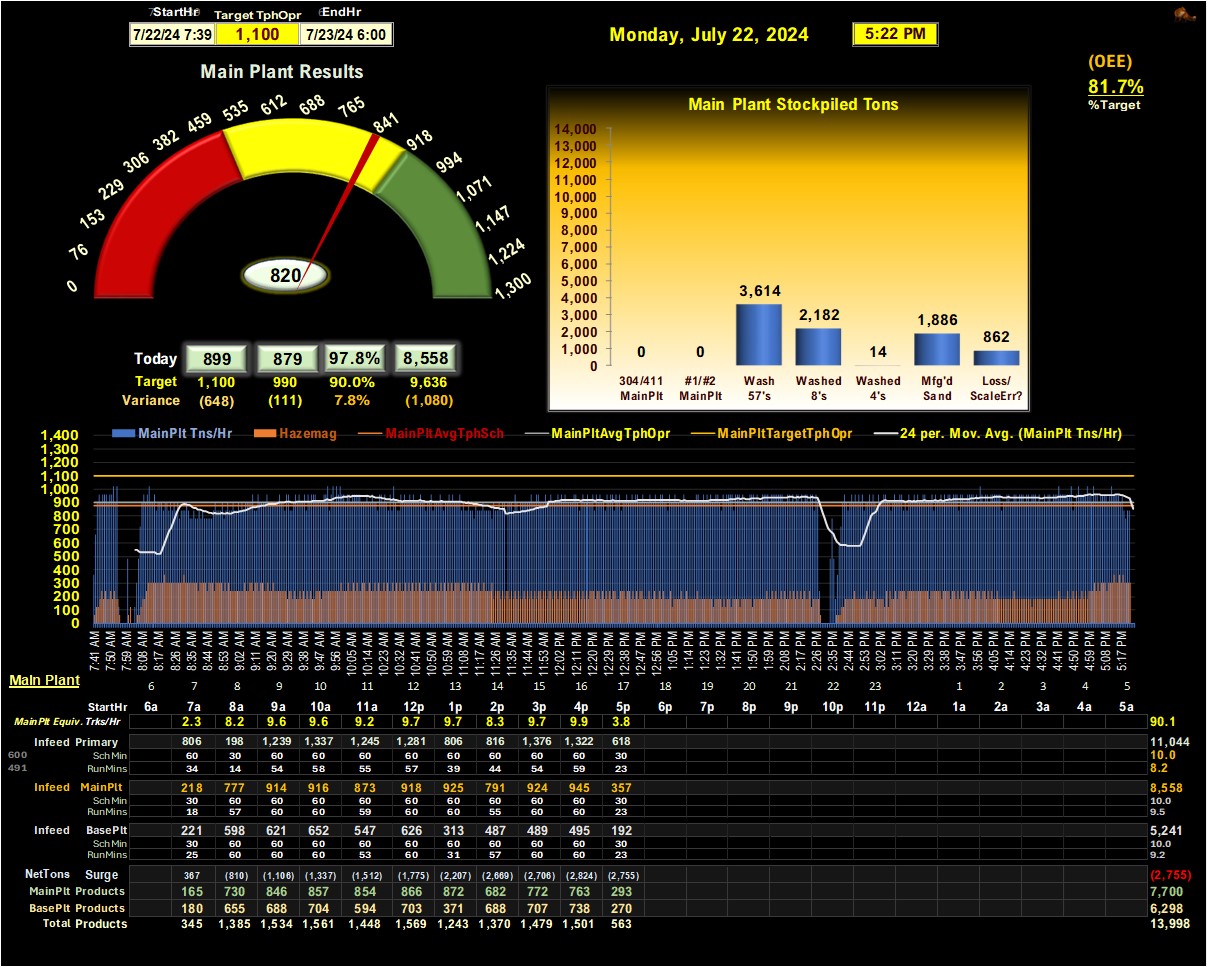 StartHr Target TphOpr EndHr
7/22/24 7:39 1,100 7/23/24 6:00
Monday, July 22, 2024 5:22 PM
(OEE)
81.7%
%Target
Main Plant Results
0 76 153 229 306 382 459 535 612 688 765 841 918 994 1,071 1,147 1,224 1,300
820
Today 899 879 97.8% 8,558
Target 1,100 990 90.0% 9,636
Variance (648) (111) 7.8% (1,080)
Main Plant Stockpiled Tons
14,000
13,000
12,000
11,000
10,000
9,000
8,000
7,000
6,000
5,000
4,000
3,000
2,000
1,000
0
0 0 3,614 2,182 14 1,886 862
304/411 #1/#2 Wash Washed Washed Mfg'd Loss/
MainPlt MainPlt 57's 8's 4's Sand ScaleErr?
MainPlt Tns/Hr Hazemag MainPltAvgTphSch MainPltAvgTphOpr MainPltTargetTphOpr 24 per. Mov. Avg. (MainPlt Tns/Hr)
1,400
1,300
1,200
1,100
1,000
900
800
700
600
500
400
300
200
100
0
7:41 AM 7:50 AM 7:59 AM 8:08 AM 8:17 AM 8:26 AM 8:35 AM 8:44 AM 8:53 AM 9:02 AM 9:11 AM 9:20 AM 9:29 AM 9:38 AM 9:47 AM 9:56 AM 10:05 AM 10:14 AM 10:23 AM 10:32 AM 10:41 AM 10:50 AM 10:59 AM 11:08 AM 11:17 AM 11:26 AM 11:35 AM 11:44 AM 11:53 AM 12:02 PM 12:11 PM 12:20 PM 12:29 PM 12:38 PM 12:47 PM 12:56 PM 1:05 PM 1:14 PM 1:23 PM 1:32 PM 1:41 PM 1:50 PM 1:59 PM 2:08 PM 2:17 PM 2:26 PM 2:35 PM 2:44 PM 2:53 PM 3:02 PM 3:11 PM 3:20 PM 3:29 PM 3:38 PM 3:47 PM 3:56 PM 4:05 PM 4:14 PM 4:23 PM 4:32 PM 4:41 PM 4:50 PM 4:59 PM 5:08 PM 5:17 PM
Main Plant
6 7 8 9 10 11 12 13 14 15 16 17 18 19 20 21 22 23 1 2 3 4 5
StartHr 6a 7a 8a 9a 10a 11a 12p 1p 2p 3p 4p 5p 6p 7p 8p 9p 10p 11p 12a 1a 2a 3a 4a 5a
MainPlt Equiv. Trks/Hr 2.3 8.2 9.6 9.6 9.2 9.7 9.7 8.3 9.7 9.9 3.8 90.1
Infeed Primary 806 198 1,239 1,337 1,245 1,281 806 816 1,376 1,322 618 11,044
600 SchMin 60 30 60 60 60 60 60 60 60 60 30 10.0
491 RunMins 34 14 54 58 55 57 39 44 54 59 23 8.2
Infeed MainPlt 218 777 914 916 873 918 925 791 924 945 357 8,558
SchMin 30 60 60 60 60 60 60 60 60 60 30 10.0
RunMins 18 57 60 60 59 60 60 55 60 60 23 9.5
Infeed BasePlt 221 598 621 652 547 626 313 487 489 495 192 5,241
SchMin 30 60 60 60 60 60 60 60 60 60 30 10.0
RunMins 25 60 60 60 53 60 31 57 60 60 23 9.2
NetTons Surge 367 (810) (1,106) (1,337) (1,512) (1,775) (2,207) (2,669) (2,706) (2,824) (2,755) (2,755)
MainPlt Products 165 730 846 857 854 866 872 682 772 763 293 7,700
BasePlt Products 180 655 688 704 594 703 371 688 707 738 270 6,298
Total Products 345 1,385 1,534 1,561 1,448 1,569 1,243 1,370 1,479 1,501 563 13,998